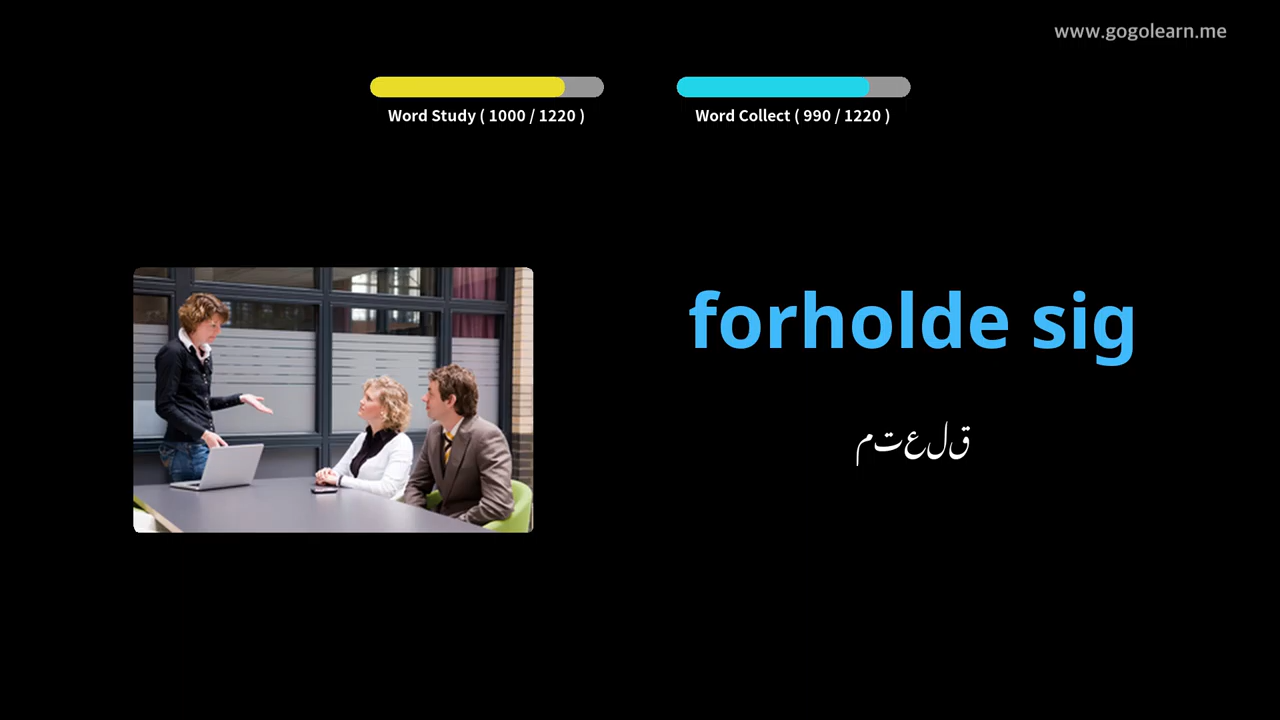 www.gogolearn.me
Word Study ( 1000 / 1220 )
Word Collect ( 990 / 1220 )
forholde sig
متعلق